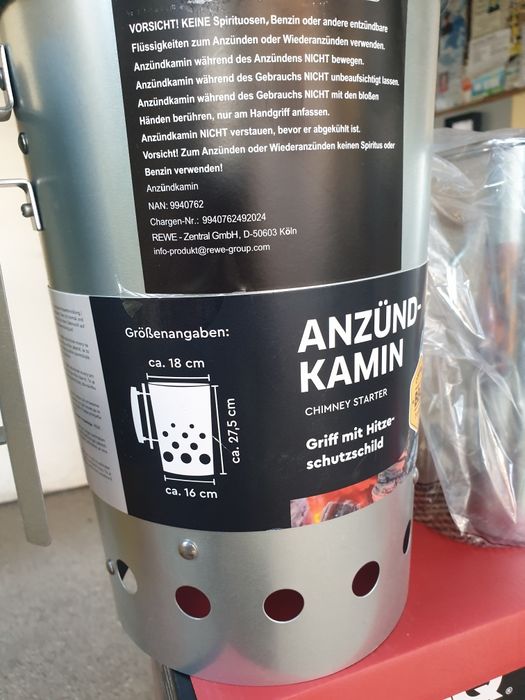 VORSICHT! KEINE Spirituosen, Benzin oder andere entzündbare
Flüssigkeiten zum Anzünden oder Wiederanzünden verwenden.
Anzündkamin während des Anzündens NICHT bewegen.
Anzündkamin während des Gebrauchs NICHT unbeaufsichtigt lassen.
Anzündkamin während des Gebrauchs NICHT mit den bloßen
Händen berühren, nur am Handgriff anfassen.
Anzündkamin NICHT verstauen, bevor er abgekühlt ist.
Vorsicht! Zum Anzünden oder Wiederanzünden keinen Spiritus oder
Benzin verwenden!
Anzündkamin
NAN: 9940762
Chargen-Nr.: 9940762492024
REWE - Zentral GmbH, D-50603 Köln
info-produkt@rewe-group.com
Größenangaben:
ca. 18 cm
ca. 27,5 cm
ca. 16 cm
ANZÜND-
KAMIN
CHIMNEY STARTER
Griff mit Hitze-
schutzschild